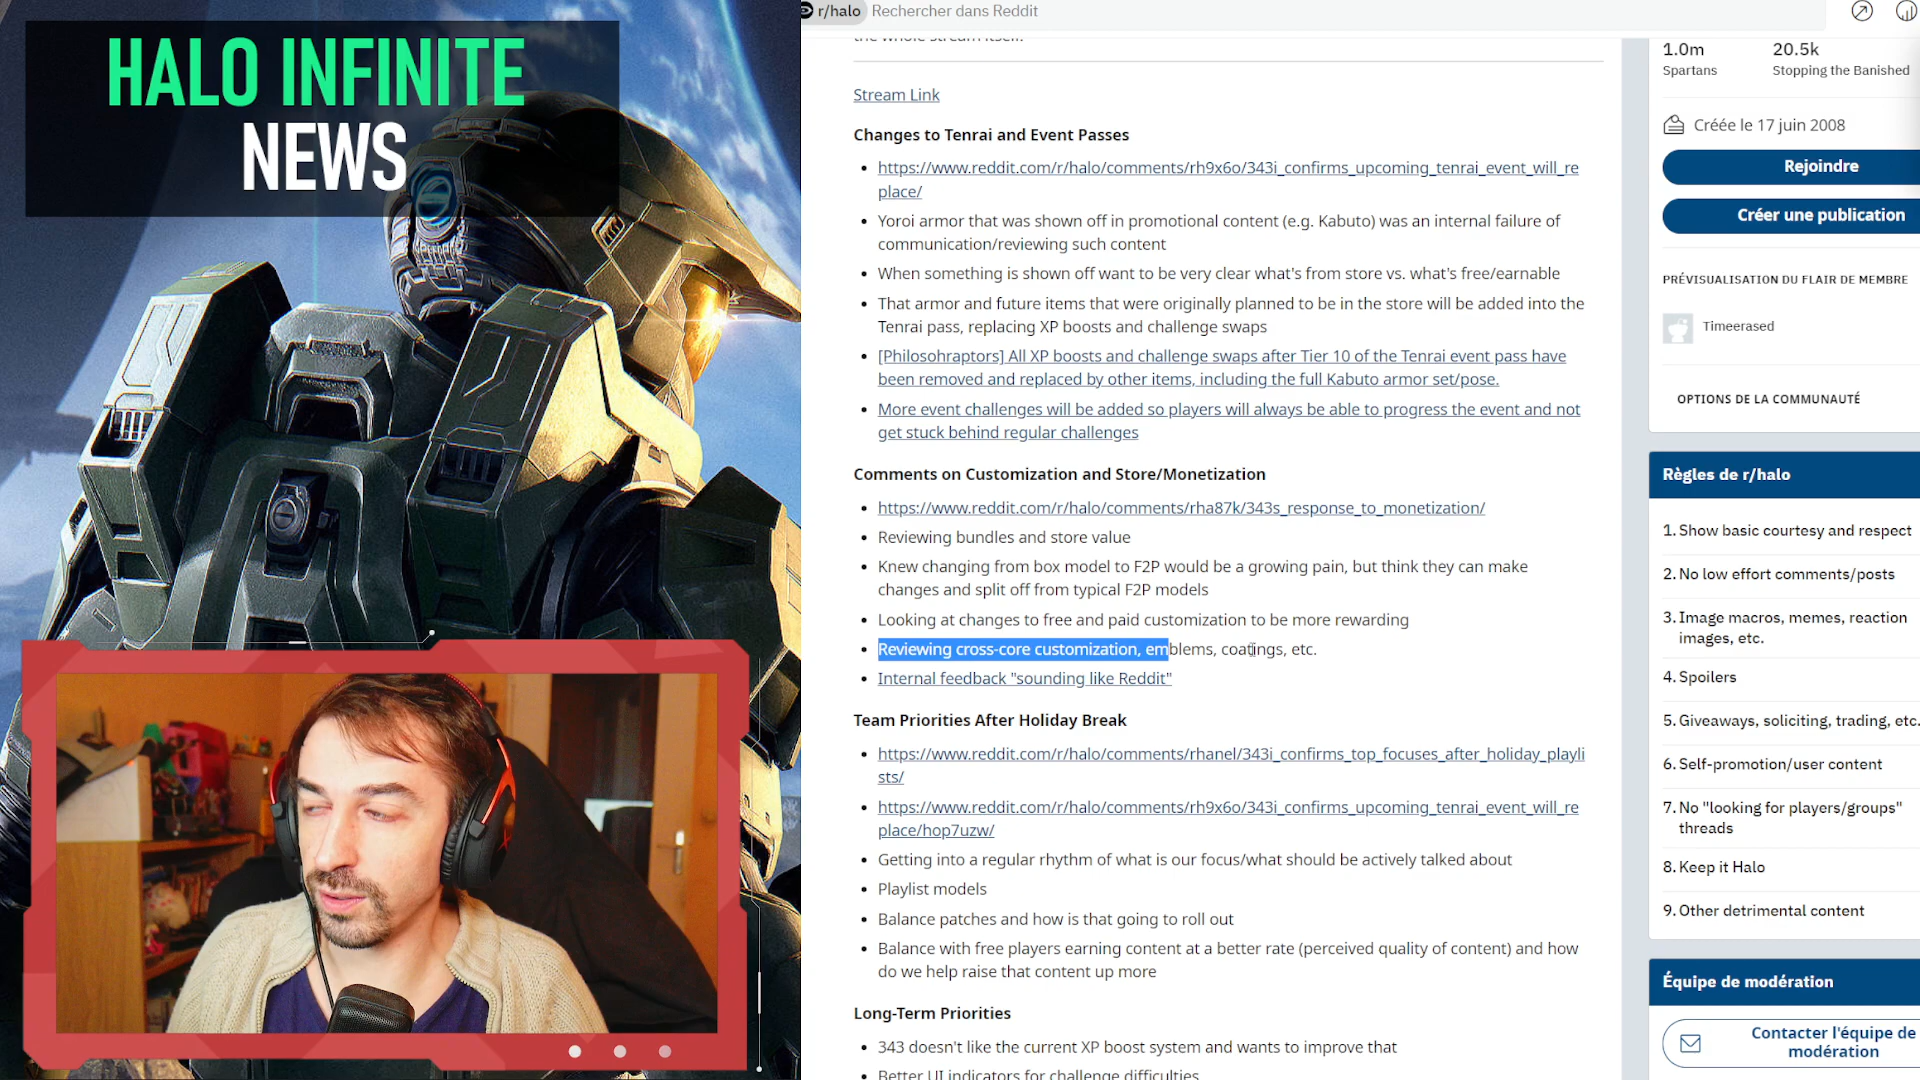 HALO INFINITE
NEWS
r/halo Rechercher dans Reddit
the whole stream itself.
Stream Link
Changes to Tenrai and Event Passes
https://www.reddit.com/r/halo/comments/rh9x6o/343i_confirms_upcoming_tenrai_event_will_re
place/
Yoroi armor that was shown off in promotional content (e.g. Kabuto) was an internal failure of
communication/reviewing such content
When something is shown off want to be very clear what's from store vs. what's free/earnable
That armor and future items that were originally planned to be in the store will be added into the
Tenrai pass, replacing XP boosts and challenge swaps
[Philosohraptors] All XP boosts and challenge swaps after Tier 10 of the Tenrai event pass have
been removed and replaced by other items, including the full Kabuto armor set/pose.
More event challenges will be added so players will always be able to progress the event and not
get stuck behind regular challenges
Comments on Customization and Store/Monetization
https://www.reddit.com/r/halo/comments/rha87k/343s_response_to_monetization/
Reviewing bundles and store value
Knew changing from box model to F2P would be a growing pain, but think they can make
changes and split off from typical F2P models
Looking at changes to free and paid customization to be more rewarding
Reviewing cross-core customization, emblems, coatings, etc.
Internal feedback "sounding like Reddit"
Team Priorities After Holiday Break
https://www.reddit.com/r/halo/comments/rhanel/343i_confirms_top_focuses_after_holiday_playli
sts/
https://www.reddit.com/r/halo/comments/rh9x6o/343i_confirms_upcoming_tenrai_event_will_re
place/hop7uzw/
Getting into a regular rhythm of what is our focus/what should be actively talked about
Playlist models
Balance patches and how is that going to roll out
Balance with free players earning content at a better rate (perceived quality of content) and how
do we help raise that content up more
Long-Term Priorities
343 doesn't like the current XP boost system and wants to improve that
Better UI indicators for challenge difficulties
1.0m 20.5k
Spartans Stopping the Banished
Créée le 17 juin 2008
Rejoindre
Créer une publication
PRÉVISUALISATION DU FLAIR DE MEMBRE
Timeerased
OPTIONS DE LA COMMUNAUTÉ
Règles de r/halo
1. Show basic courtesy and respect
2. No low effort comments/posts
3. Image macros, memes, reaction
images, etc.
4. Spoilers
5. Giveaways, soliciting, trading, etc.
6. Self-promotion/user content
7. No "looking for players/groups"
threads
8. Keep it Halo
9. Other detrimental content
Équipe de modération
Contacter l'équipe de
modération